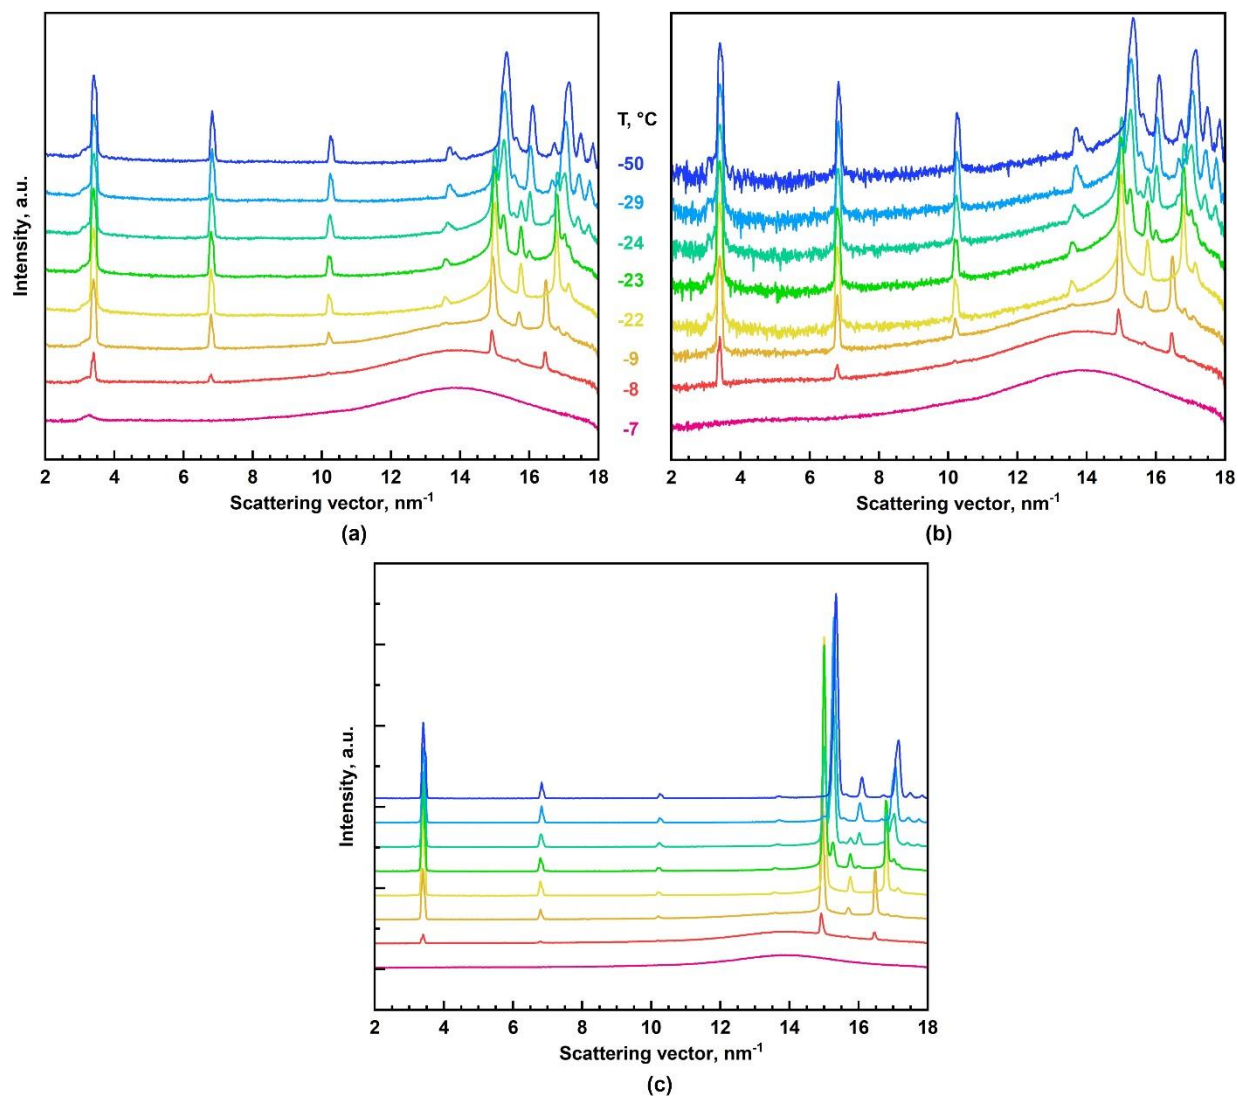 Intensity, a.u.
T, °C
-50
-29
-24
-23
-22
-9
-8
-7
2 4 6 8 10 12 14 16 18
Scattering vector, nm-1
(a)
2 4 6 8 10 12 14 16 18
Scattering vector, nm-1
(b)
Intensity, a.u.
2 4 6 8 10 12 14 16 18
Scattering vector, nm-1
(c)